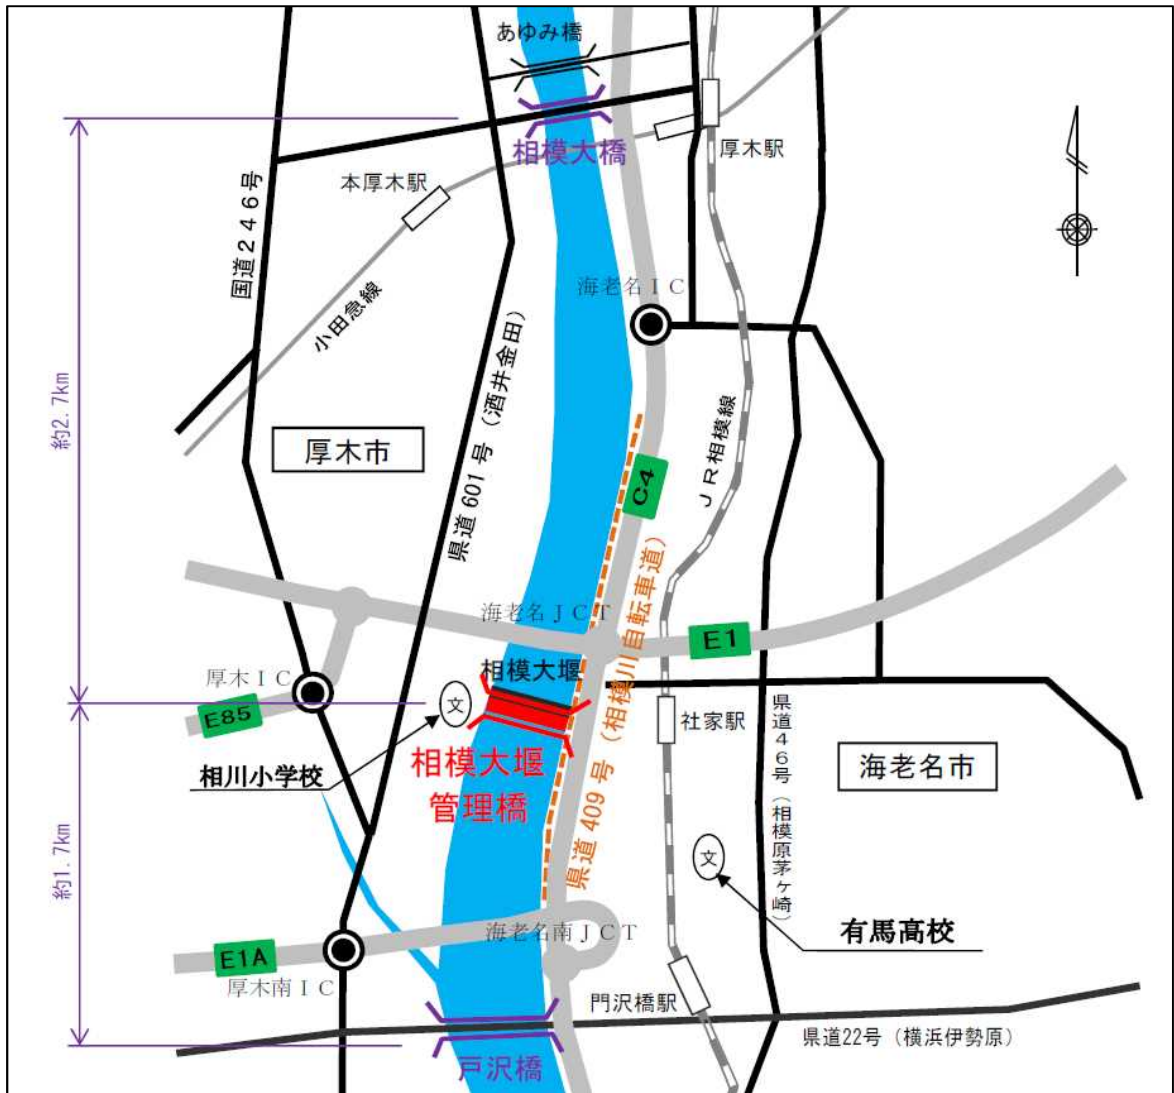 あゆみ橋
相模大橋
厚木駅
本厚木駅
国道246号
小田急線
海老名IC
約2.7km
県道601号(酒井金田)
厚木市
JR相模線
C4
海老名JCT
E1
県道409号(相模川自転車道)
相模大堰
厚木IC
文
E85
社家駅
県道46号(相模原茅ヶ崎)
海老名市
相川小学校
相模大堰
管理橋
約1.7km
文
有馬高校
海老名南JCT
E1A
厚木南IC
門沢橋駅
県道22号(横浜伊勢原)
戸沢橋